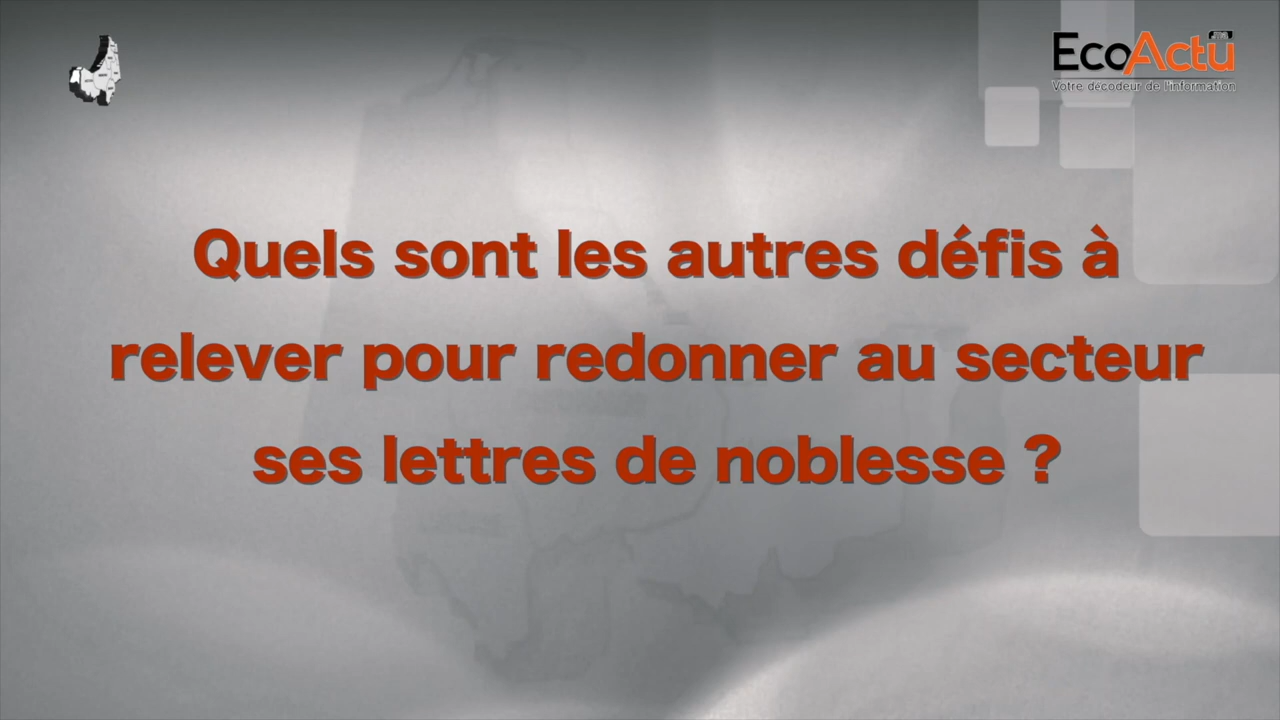 EcoActu
Votre décodeur de l'information
Quels sont les autres défis à
relever pour redonner au secteur
ses lettres de noblesse ?